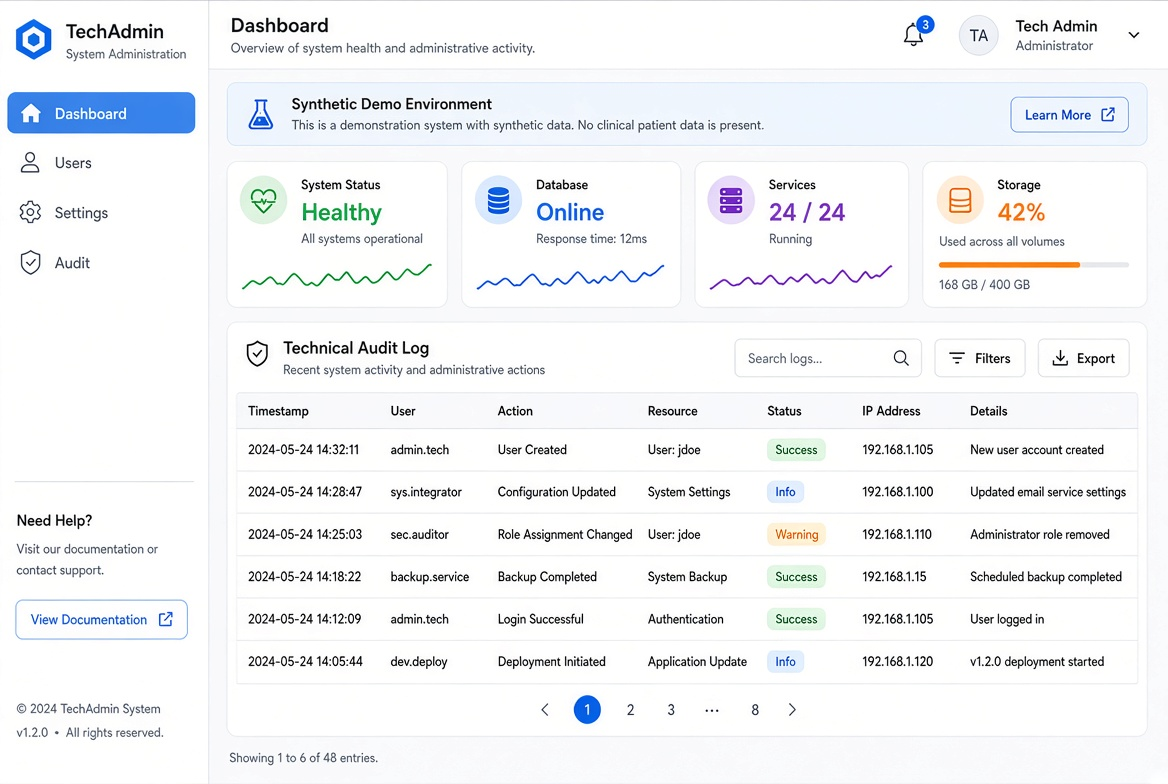 TechAdmin
System Administration
Dashboard
Users
Settings
Audit
Need Help?
Visit our documentation or
contact support.
View Documentation
© 2024 TechAdmin System
v1.2.0 • All rights reserved.
Dashboard
Overview of system health and administrative activity.
3
TA
Tech Admin
Administrator
Synthetic Demo Environment
This is a demonstration system with synthetic data. No clinical patient data is present.
Learn More
System Status
Healthy
All systems operational
Database
Online
Response time: 12ms
Services
24 / 24
Running
Storage
42%
Used across all volumes
168 GB / 400 GB
Technical Audit Log
Recent system activity and administrative actions
Search logs...
Filters
Export
Timestamp User Action Resource Status IP Address Details
2024-05-24 14:32:11 admin.tech User Created User: jdoe Success 192.168.1.105 New user account created
2024-05-24 14:28:47 sys.integrator Configuration Updated System Settings Info 192.168.1.100 Updated email service settings
2024-05-24 14:25:03 sec.auditor Role Assignment Changed User: jdoe Warning 192.168.1.110 Administrator role removed
2024-05-24 14:18:22 backup.service Backup Completed System Backup Success 192.168.1.15 Scheduled backup completed
2024-05-24 14:12:09 admin.tech Login Successful Authentication Success 192.168.1.105 User logged in
2024-05-24 14:05:44 dev.deploy Deployment Initiated Application Update Info 192.168.1.120 v1.2.0 deployment started
1 2 3 ... 8
Showing 1 to 6 of 48 entries.